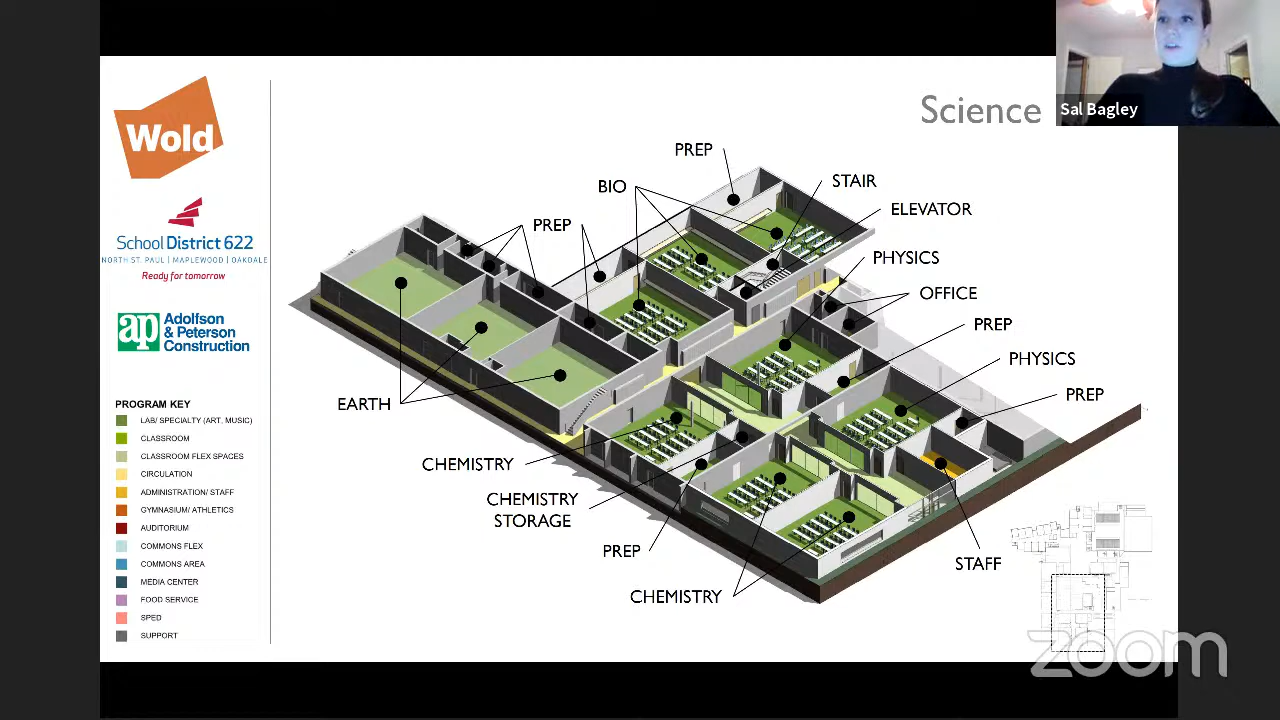 Science
Sal Bagley
Wold
School District 622
NORTH ST. PAUL | MAPLEWOOD | OAKDALE
Ready for tomorrow
ap Adolfson
& Peterson
Construction
PROGRAM KEY
LAB/ SPECIALTY (ART, MUSIC)
CLASSROOM
CLASSROOM FLEX SPACES
CIRCULATION
ADMINISTRATION/ STAFF
GYMNASIUM/ ATHLETICS
AUDITORIUM
COMMONS FLEX
COMMONS AREA
MEDIA CENTER
FOOD SERVICE
SPED
SUPPORT
PREP
BIO
STAIR
ELEVATOR
PREP
PHYSICS
OFFICE
PREP
PHYSICS
PREP
EARTH
CHEMISTRY
CHEMISTRY
STORAGE
PREP
STAFF
CHEMISTRY
zoom